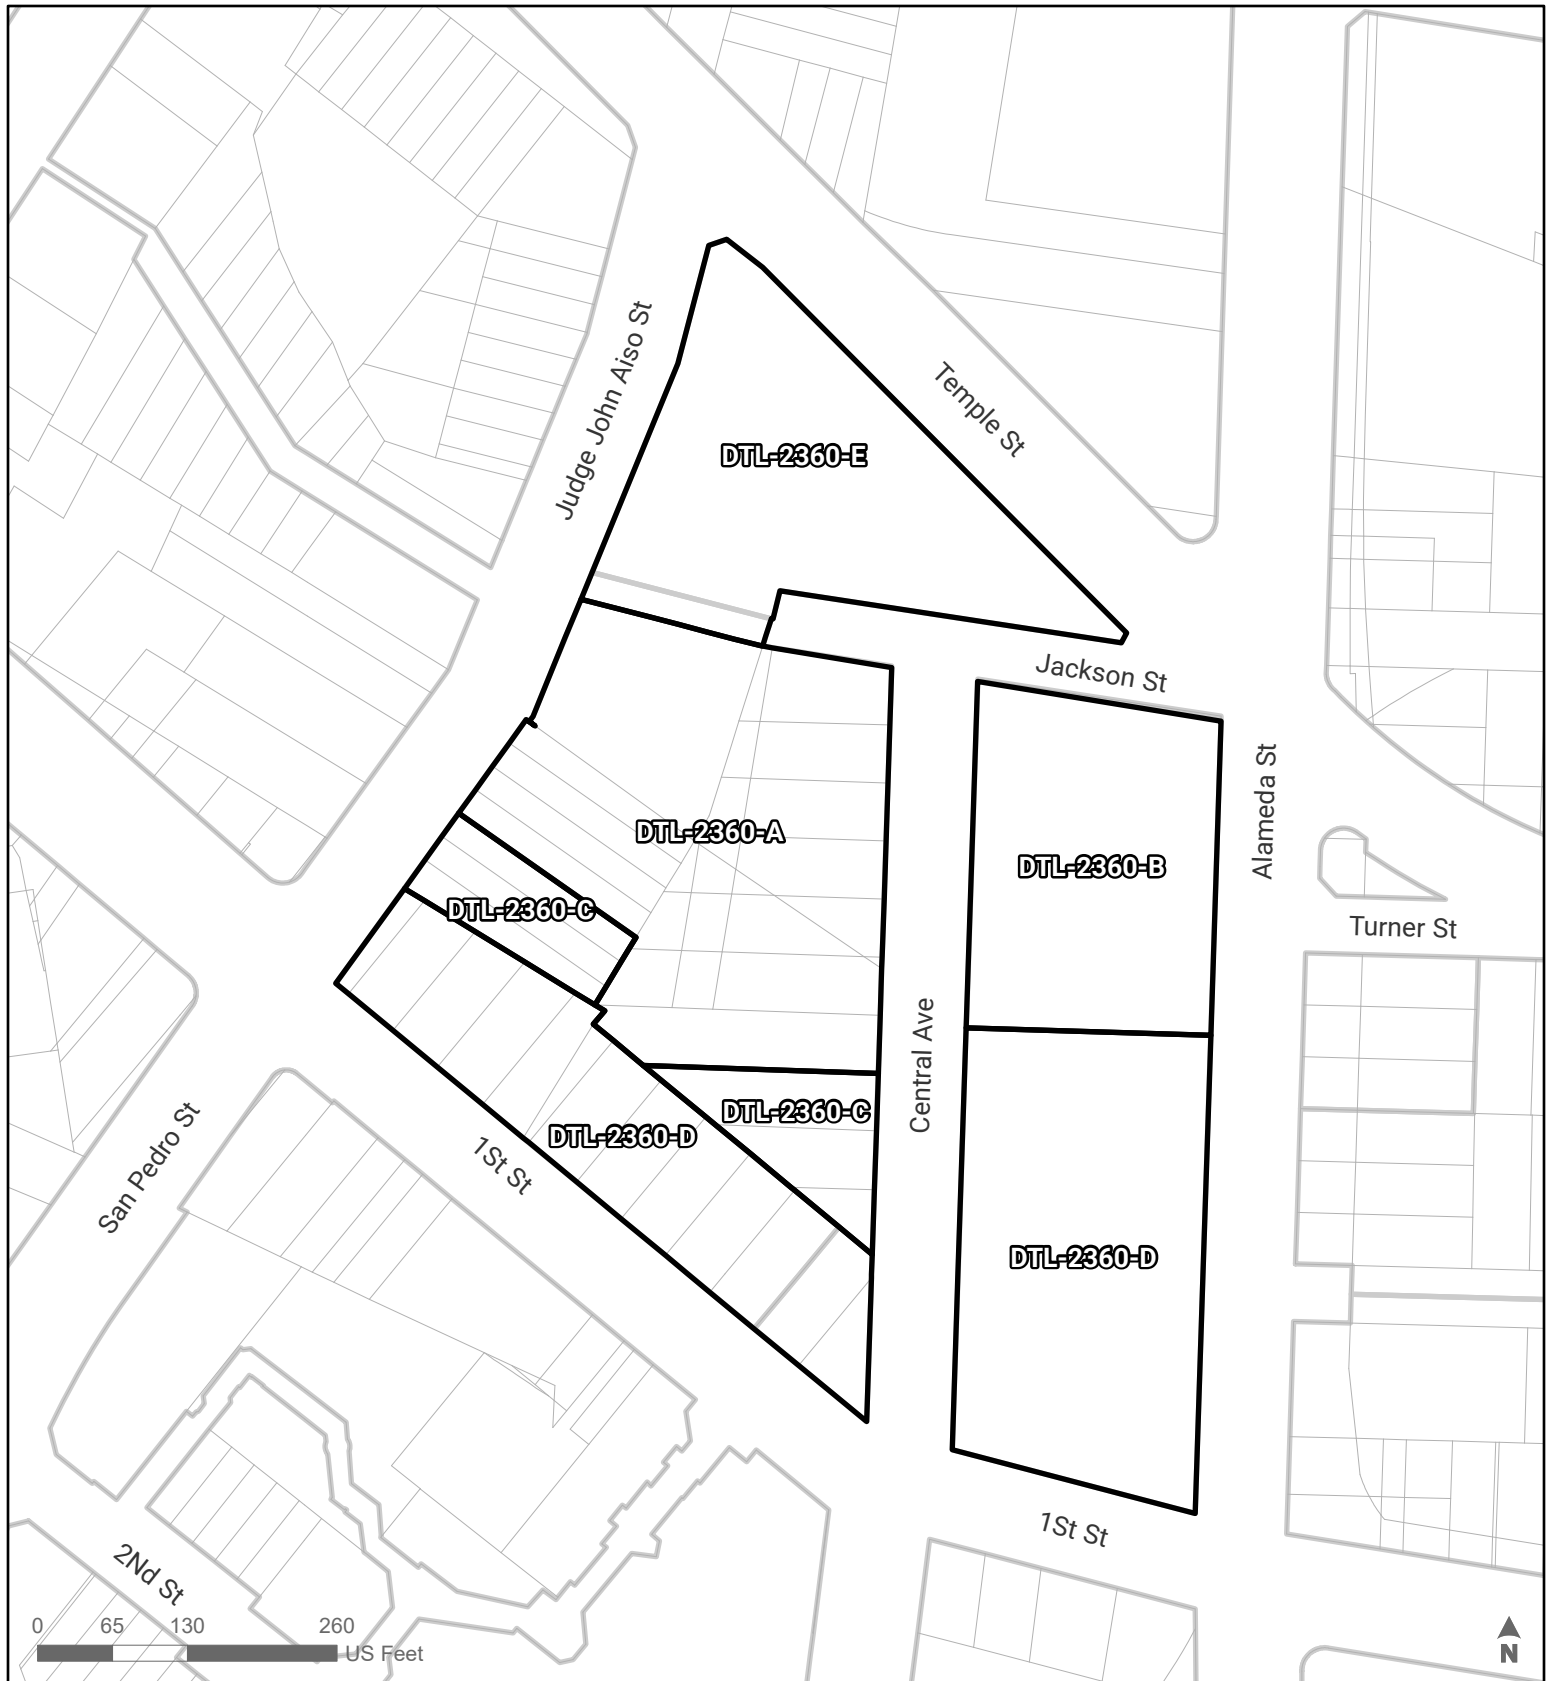 Judge John Aiso St
Temple St
DTL-2360-E
Jackson St
Alameda St
DTL-2360-A
DTL-2360-B
DTL-2360-C
Turner St
Central Ave
DTL-2360-C
DTL-2360-D
San Pedro St
1St St
DTL-2360-D
1St St
2Nd St
0 65 130 260
US Feet
N